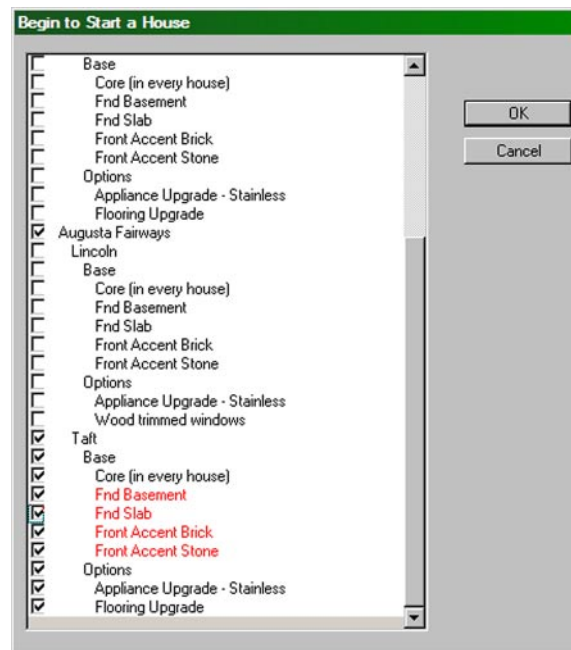 Begin to Start a House
Base
Core (in every house)
Fnd Basement
Fnd Slab
Front Accent Brick
Front Accent Stone
Options
Appliance Upgrade - Stainless
Flooring Upgrade
Augusta Fairways
Lincoln
Base
Core (in every house)
Fnd Basement
Fnd Slab
Front Accent Brick
Front Accent Stone
Options
Appliance Upgrade - Stainless
Wood trimmed windows
Taft
Base
Core (in every house)
Fnd Basement
Fnd Slab
Front Accent Brick
Front Accent Stone
Options
Appliance Upgrade - Stainless
Flooring Upgrade
OK
Cancel